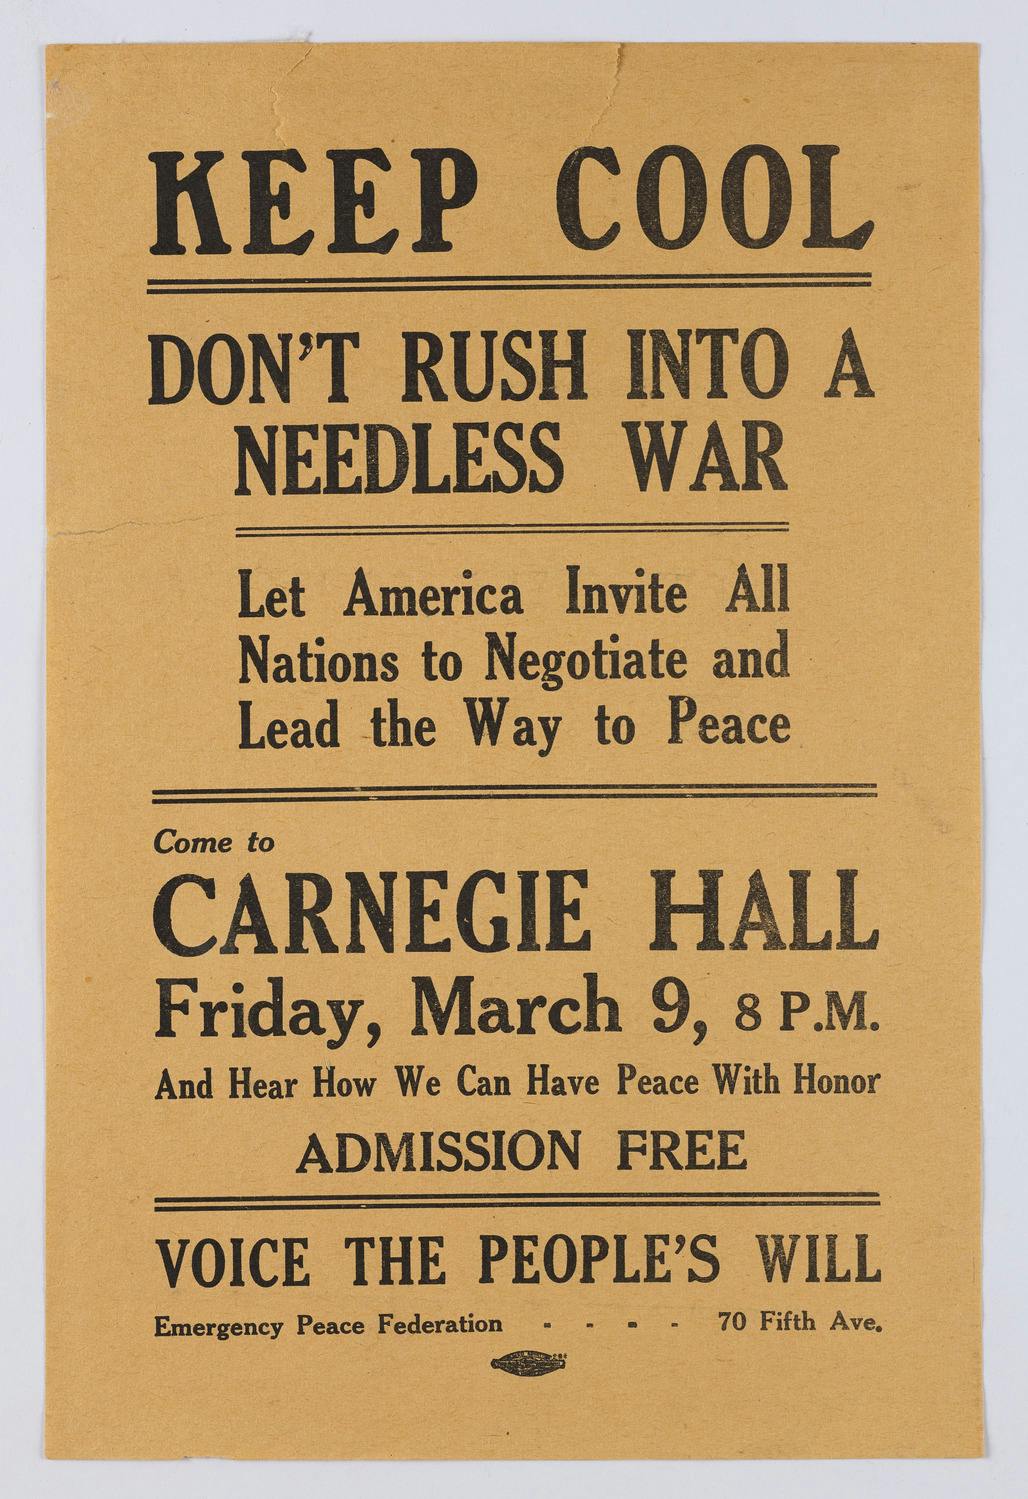 KEEP COOL
DON'T RUSH INTO A
NEEDLESS WAR
Let America Invite All
Nations to Negotiate and
Lead the Way to Peace
Come to
CARNEGIE HALL
Friday, March 9, 8 P.M.
And Hear How We Can Have Peace With Honor
ADMISSION FREE
VOICE THE PEOPLE'S WILL
Emergency Peace Federation - - - - 70 Fifth Ave.